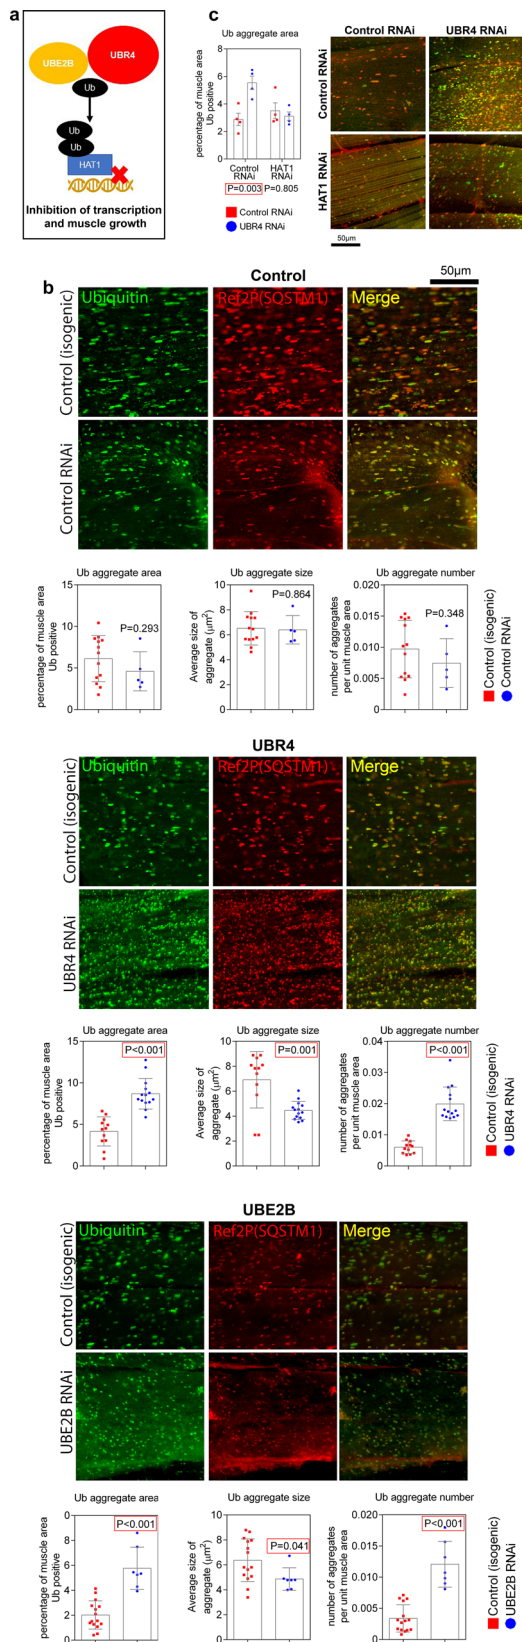 a
UBE2B
UBR4
Ub
Ub
Ub
HAT1
Inhibition of transcription
and muscle growth
c
Ub aggregate area
percentage of muscle area
Ub positive
8
6
4
2
0
Control
RNAi
HAT1
RNAi
P=0.003
P=0.805
Control RNAi
UBR4 RNAi
Control RNAi
UBR4 RNAi
Control RNAi
HAT1 RNAi
50µm
b
Control
50µm
Ubiquitin
Ref2P(SQSTM1)
Merge
Control (isogenic)
Control RNAi
Ub aggregate area
percentage of muscle area
Ub positive
15
10
5
0
P=0.293
Ub aggregate size
Average size of
aggregate (µm²)
10
8
6
4
2
0
P=0.864
Ub aggregate number
number of aggregates
per unit muscle area
0.020
0.015
0.010
0.005
0
P=0.348
Control (isogenic)
Control RNAi
UBR4
Ubiquitin
Ref2P(SQSTM1)
Merge
Control (isogenic)
UBR4 RNAi
Ub aggregate area
percentage of muscle area
Ub positive
15
10
5
0
P<0.001
Ub aggregate size
Average size of
aggregate (µm²)
10
8
6
4
2
0
P=0.001
Ub aggregate number
number of aggregates
per unit muscle area
0.04
0.03
0.02
0.01
0
P<0.001
Control (isogenic)
UBR4 RNAi
UBE2B
Ubiquitin
Ref2P(SQSTM1)
Merge
Control (isogenic)
UBE2B RNAi
Ub aggregate area
percentage of muscle area
Ub positive
0
8
6
4
2
0
P<0.001
Ub aggregate size
Average size of
aggregate (µm²)
10
8
6
4
2
0
P=0.041
Ub aggregate number
number of aggregates
per unit muscle area
0.020
0.015
0.010
0.005
0.000
P<0.001
Control (isogenic)
UBE2B RNAi